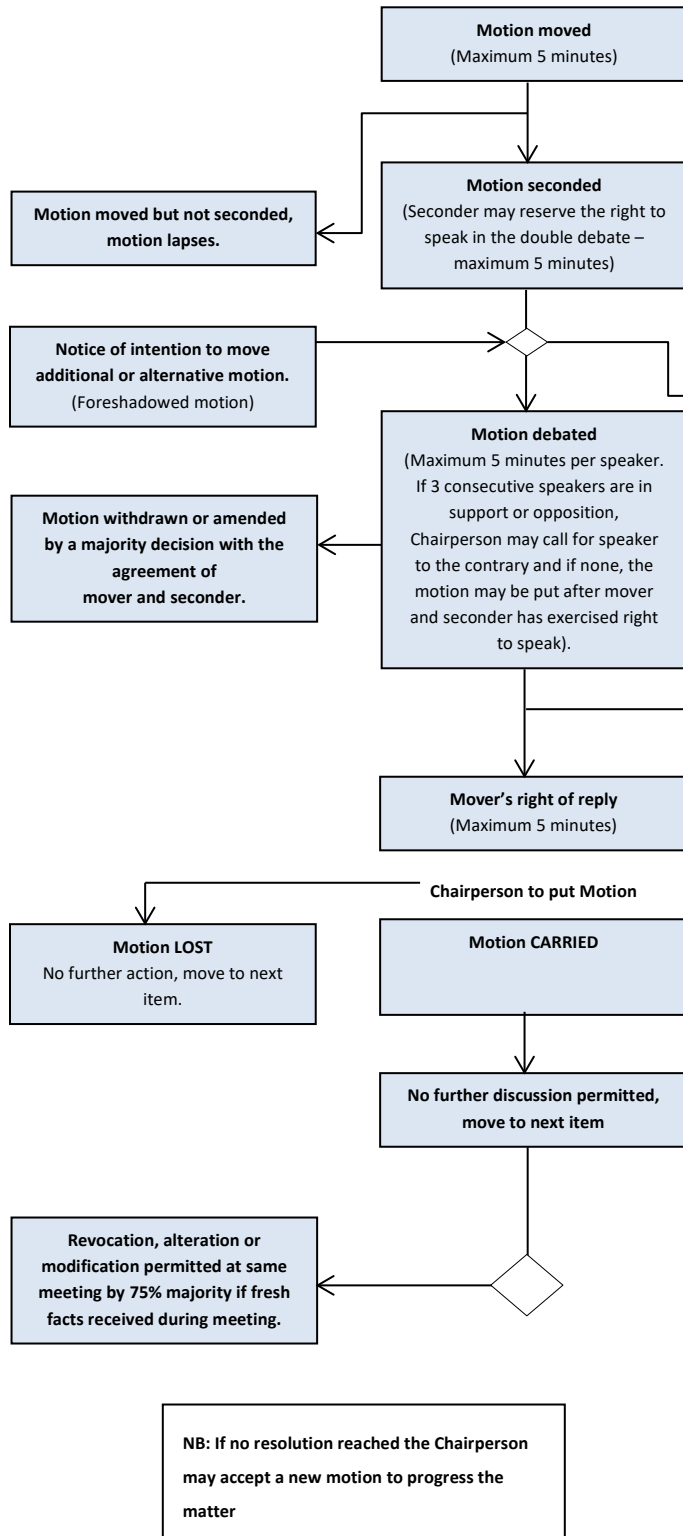 Motion moved
(Maximum 5 minutes)
Motion seconded
(Seconder may reserve the right to
speak in the double debate –
maximum 5 minutes)
Motion moved but not seconded,
motion lapses.
Notice of intention to move
additional or alternative motion.
(Foreshadowed motion)
Motion debated
(Maximum 5 minutes per speaker.
If 3 consecutive speakers are in
support or opposition,
Chairperson may call for speaker
to the contrary and if none, the
motion may be put after mover
and seconder has exercised right
to speak).
Motion withdrawn or amended
by a majority decision with the
agreement of
mover and seconder.
Mover’s right of reply
(Maximum 5 minutes)
Chairperson to put Motion
Motion LOST
No further action, move to next
item.
Motion CARRIED
No further discussion permitted,
move to next item
Revocation, alteration or
modification permitted at same
meeting by 75% majority if fresh
facts received during meeting.
NB: If no resolution reached the Chairperson
may accept a new motion to progress the
matter